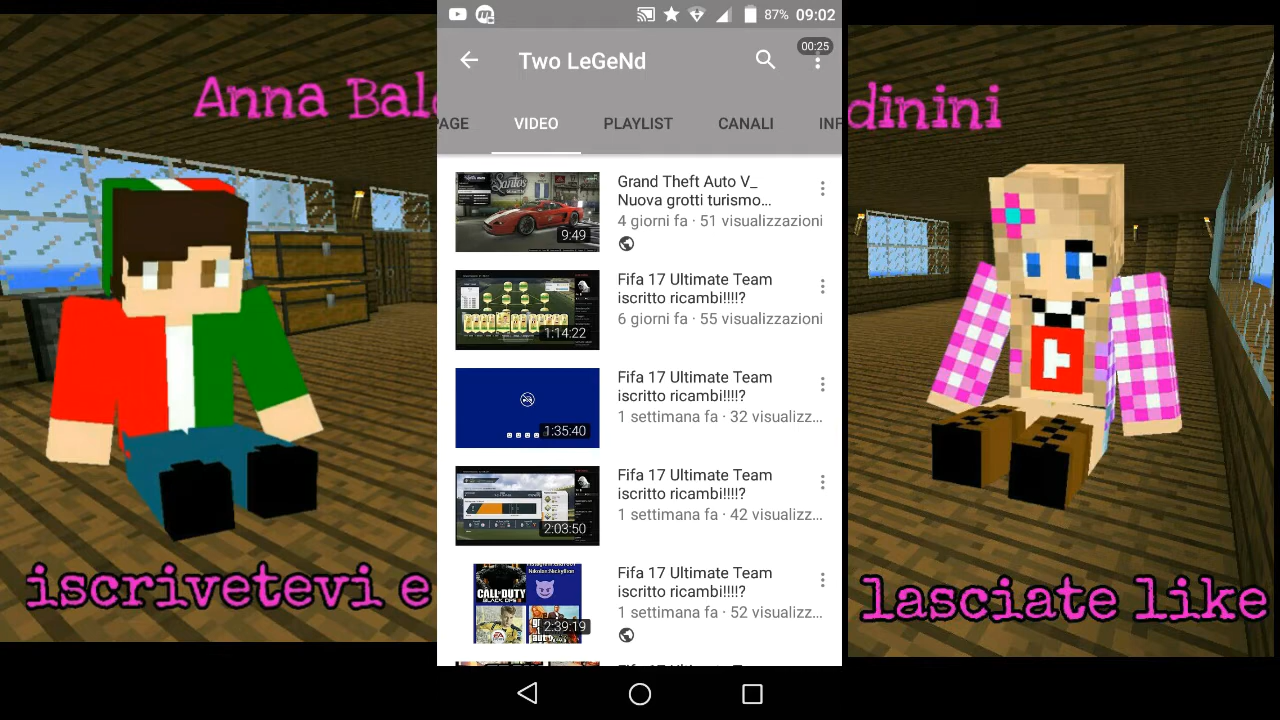 87% 09:02
00:25
Two LeGeNd
AGE VIDEO PLAYLIST CANALI INF
Anna Bald
dinini
Grand Theft Auto V_
Nuova grotti turismo...
4 giorni fa · 51 visualizzazioni
9:49
Fifa 17 Ultimate Team
iscritto ricambi!!!!?
6 giorni fa · 55 visualizzazioni
1:14:22
Fifa 17 Ultimate Team
iscritto ricambi!!!!?
1 settimana fa · 32 visualizz...
1:35:40
Fifa 17 Ultimate Team
iscritto ricambi!!!!?
1 settimana fa · 42 visualizz...
2:03:50
Fifa 17 Ultimate Team
iscritto ricambi!!!!?
1 settimana fa · 52 visualizz...
CALL OF DUTY
BLACK OPS
2:39:19
iscrivetevi e
lasciate like